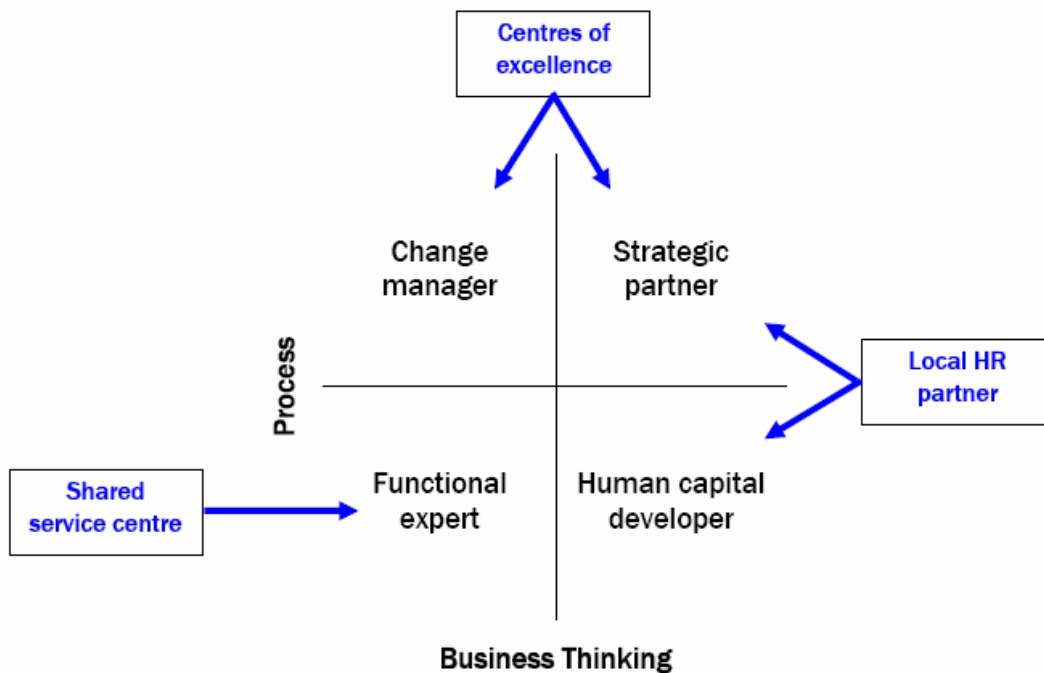 Centres of
excellence
Change
manager
Strategic
partner
Process
Local HR
partner
Shared
service centre
Functional
expert
Human capital
developer
Business Thinking